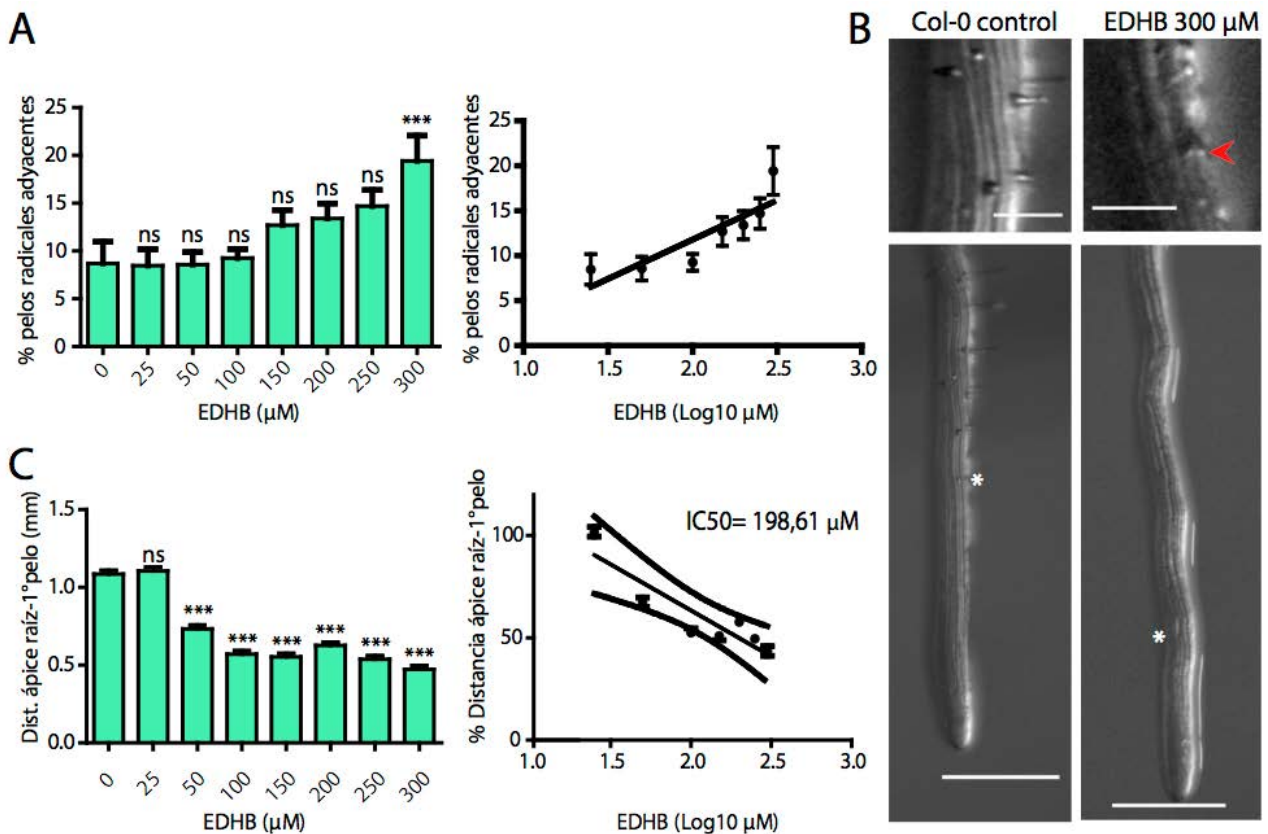 A
% pelos radicales adyacentes
25
20
15
10
5
0
ns
ns
ns
ns
ns
ns
***
0
25
50
100
150
200
250
300
EDHB (µM)
% pelos radicales adyacentes
25
20
15
10
5
0
1.0
1.5
2.0
2.5
3.0
EDHB (Log10 µM)
B
Col-0 control
EDHB 300 µM
*
*
C
Dist. ápice raíz-1°pelo (mm)
1.5
1.0
0.5
0.0
ns
***
***
***
***
***
***
0
25
50
100
150
200
250
300
EDHB (µM)
% Distancia ápice raíz-1°pelo
100
50
0
IC50= 198,61 µM
1.0
1.5
2.0
2.5
3.0
EDHB (Log10 µM)